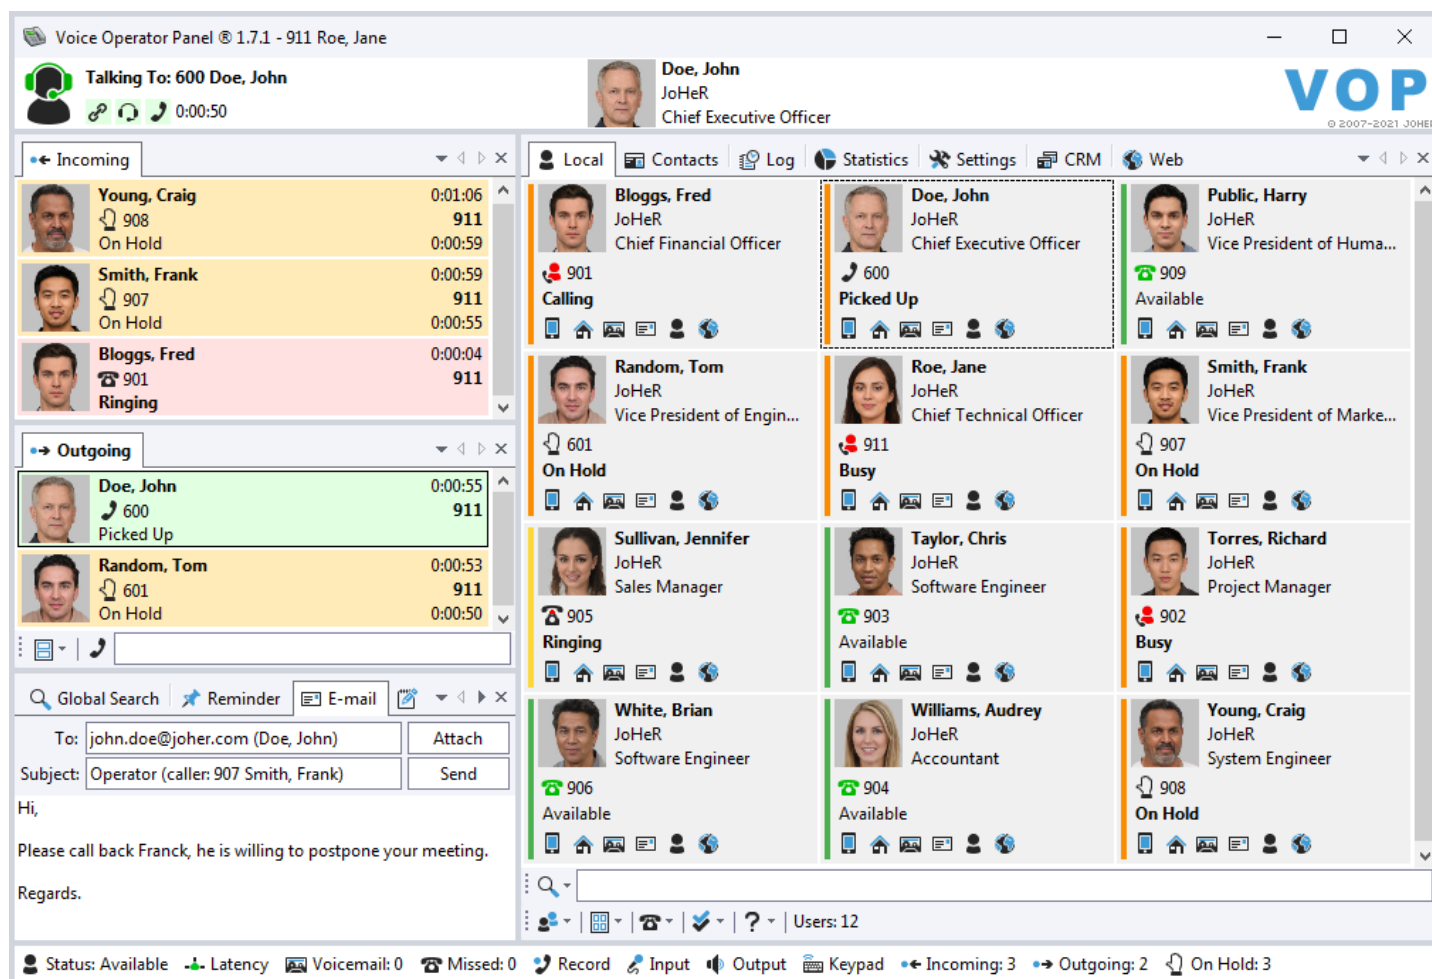 Voice Operator Panel ® 1.7.1 - 911 Roe, Jane
Talking To: 600 Doe, John
0:00:50
Doe, John
JoHeR
Chief Executive Officer
VOP
© 2007-2021 JOHER
Incoming
Young, Craig 0:01:06
908 911
On Hold 0:00:59
Smith, Frank 0:00:59
907 911
On Hold 0:00:55
Bloggs, Fred 0:00:04
901 911
Ringing
Outgoing
Doe, John 0:00:55
600 911
Picked Up
Random, Tom 0:00:53
601 911
On Hold 0:00:50
Global Search Reminder E-mail
To: john.doe@joher.com (Doe, John) Attach
Subject: Operator (caller: 907 Smith, Frank) Send
Hi,
Please call back Franck, he is willing to postpone your meeting.
Regards.
Local Contacts Log Statistics Settings CRM Web
Bloggs, Fred
JoHeR
Chief Financial Officer
901
Calling
Doe, John
JoHeR
Chief Executive Officer
600
Picked Up
Public, Harry
JoHeR
Vice President of Huma...
909
Available
Random, Tom
JoHeR
Vice President of Engin...
601
On Hold
Roe, Jane
JoHeR
Chief Technical Officer
911
Busy
Smith, Frank
JoHeR
Vice President of Marke...
907
On Hold
Sullivan, Jennifer
JoHeR
Sales Manager
905
Ringing
Taylor, Chris
JoHeR
Software Engineer
903
Available
Torres, Richard
JoHeR
Project Manager
902
Busy
White, Brian
JoHeR
Software Engineer
906
Available
Williams, Audrey
JoHeR
Accountant
904
Available
Young, Craig
JoHeR
System Engineer
908
On Hold
Users: 12
Status: Available Latency Voicemail: 0 Missed: 0 Record Input Output Keypad Incoming: 3 Outgoing: 2 On Hold: 3